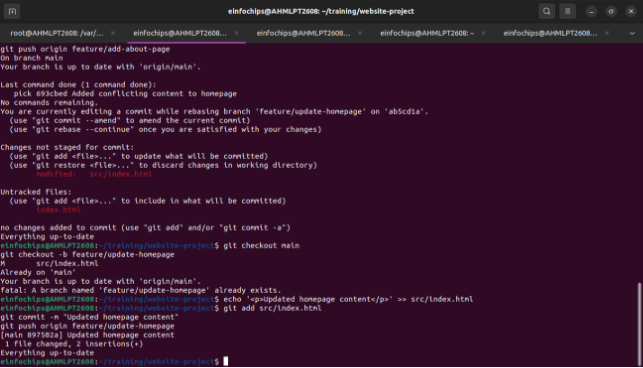 einfochips@AHMLPT2608: ~/training/website-project
root@AHMLPT2608: /var/...
einfochips@AHMLPT2608...
einfochips@AHMLPT2608...
einfochips@AHMLPT2608: ~
einfochips@AHMLPT2608...
git push origin feature/add-about-page
On branch main
Your branch is up to date with 'origin/main'.
Last command done (1 command done):
pick 693cbed Added conflicting content to homepage
No commands remaining.
You are currently editing a commit while rebasing branch 'feature/update-homepage' on 'ab5cd1a'.
(use "git commit --amend" to amend the current commit)
(use "git rebase --continue" once you are satisfied with your changes)
Changes not staged for commit:
(use "git add <file>..." to update what will be committed)
(use "git restore <file>..." to discard changes in working directory)
modified: src/index.html
Untracked files:
(use "git add <file>..." to include in what will be committed)
index.html
no changes added to commit (use "git add" and/or "git commit -a")
Everything up-to-date
einfochips@AHMLPT2608:~/training/website-project$ git checkout main
git checkout -b feature/update-homepage
M src/index.html
Already on 'main'
Your branch is up to date with 'origin/main'.
fatal: A branch named 'feature/update-homepage' already exists.
einfochips@AHMLPT2608:~/training/website-project$ echo '<p>Updated homepage content</p>' >> src/index.html
einfochips@AHMLPT2608:~/training/website-project$ git add src/index.html
git commit -m "Updated homepage content"
git push origin feature/update-homepage
[main 897502a] Updated homepage content
1 file changed, 2 insertions(+)
Everything up-to-date
einfochips@AHMLPT2608:~/training/website-project$